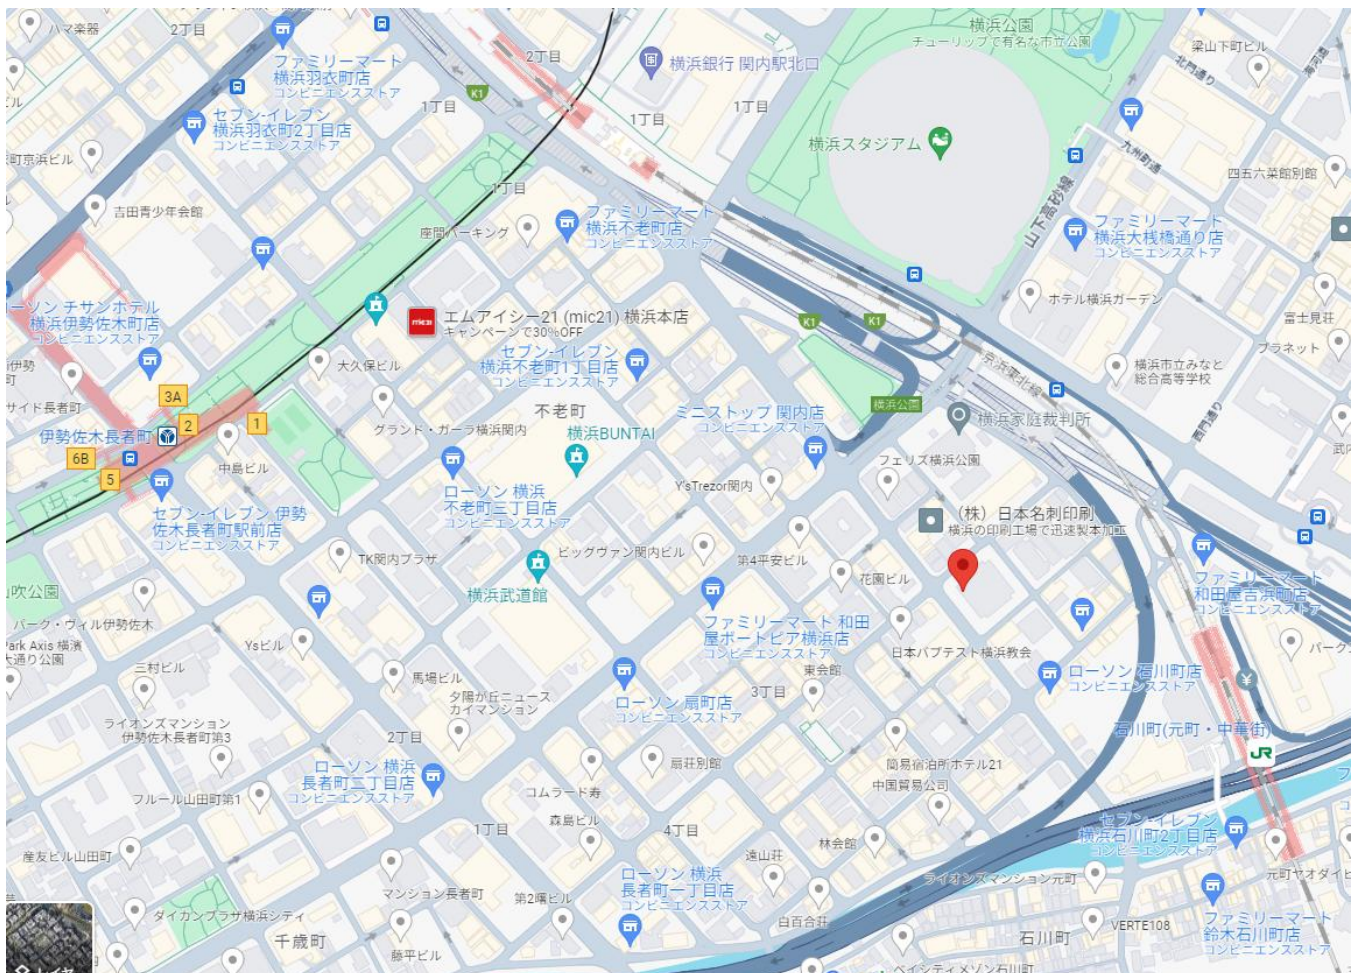 ハマ楽器
2丁目
ファミリーマート
横浜羽衣町店
コンビニエンスストア
2丁目
横浜銀行 関内駅北口
横浜公園
チューリップで有名な市立公園
梁山下町ビル
北門通り
1丁目
K1
1丁目
1丁目
セブン-イレブン
横浜羽衣町2丁目店
コンビニエンスストア
横浜スタジアム
九州町通
町京浜ビル
四五六菜館別館
1丁目
山下高砂線
吉田青少年会館
座間パーキング
ファミリーマート
横浜不老町店
コンビニエンスストア
ファミリーマート
横浜大桟橋通り店
コンビニエンスストア
ローソン チサンホテル
横浜伊勢佐木町店
コンビニエンスストア
エムアイシー21 (mic21) 横浜本店
キャンペーンで30%OFF
mic21
ホテル横浜ガーデン
富士見荘
K1
K1
プラネット
セブン-イレブン
横浜不老町1丁目店
コンビニエンスストア
大久保ビル
京浜東北線
横浜市立みなと
総合高等学校
サイド長者町
3A
2
1
不老町
ミニストップ 関内店
コンビニエンスストア
横浜公園
横浜家庭裁判所
西門通り
伊勢佐木長者町
グランド・ガーラ横浜関内
横浜BUNTAI
6B
5
中島ビル
フェリズ横浜公園
ローソン 横浜
不老町三丁目店
コンビニエンスストア
Y'sTrezor関内
セブン-イレブン 伊勢
佐木長者町駅前店
コンビニエンスストア
(株)日本名刺印刷
横浜の印刷工場で迅速製本加工
TK関内プラザ
ビッグヴァン関内ビル
第4平安ビル
花園ビル
横浜武道館
ファミリーマート
和田屋吉浜町店
コンビニエンスストア
吹公園
パーク・ヴィル伊勢佐木
ファミリーマート 和田
屋ボートピア横浜店
コンビニエンスストア
Park Axis 横濱
大通り公園
Ysビル
日本バプテスト横浜教会
三村ビル
馬場ビル
東会館
3丁目
ローソン 石川町店
コンビニエンスストア
夕陽が丘ニュース
カイマンション
ローソン 扇町店
コンビニエンスストア
ライオンズマンション
伊勢佐木長者町第3
2丁目
石川町(元町・中華街)
JR
ローソン 横浜
長者町二丁目店
コンビニエンスストア
扇荘別館
簡易宿泊所ホテル21
中国貿易公司
フルール山田町第1
コムラード寿
森島ビル
1丁目
4丁目
林会館
セブン-イレブン
横浜石川町2丁目店
コンビニエンスストア
産友ビル山田町
遠山荘
ローソン 横浜
長者町一丁目店
コンビニエンスストア
ライオンズマンション元町
マンション長者町
第2曙ビル
ダイカンプラザ横浜シティ
白百合荘
千歳町
藤平ビル
石川町
VERTE108
ファミリーマート
鈴木石川町店
コンビニエンスストア
ベイシティメゾン石川町
レイヤ